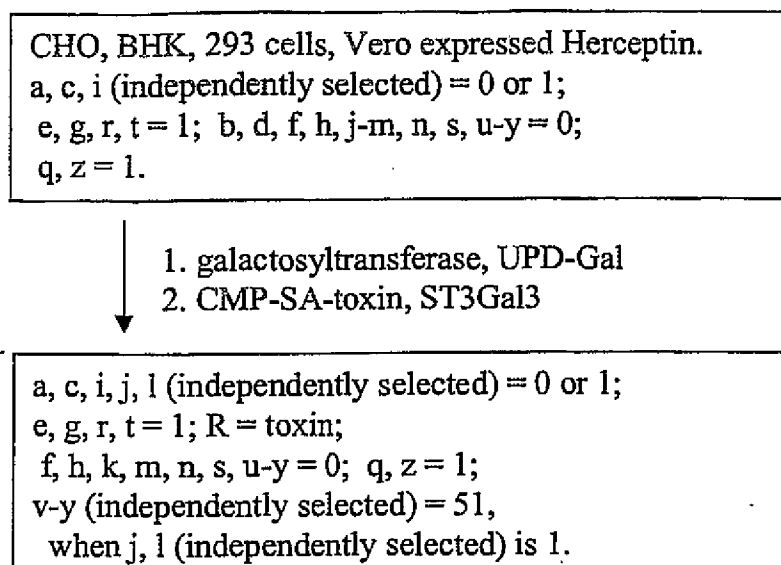 CHO, BHK, 293 cells, Vero expressed Herceptin.
a, c, i (independently selected) = 0 or 1;
e, g, r, t = 1; b, d, f, h, j-m, n, s, u-y = 0;
q, z = 1.
1. galactosyltransferase, UPD-Gal
2. CMP-SA-toxin, ST3Gal3
a, c, i, j, l (independently selected) = 0 or 1;
e, g, r, t = 1; R = toxin;
f, h, k, m, n, s, u-y = 0; q, z = 1;
v-y (independently selected) = 51,
when j, l (independently selected) is 1.